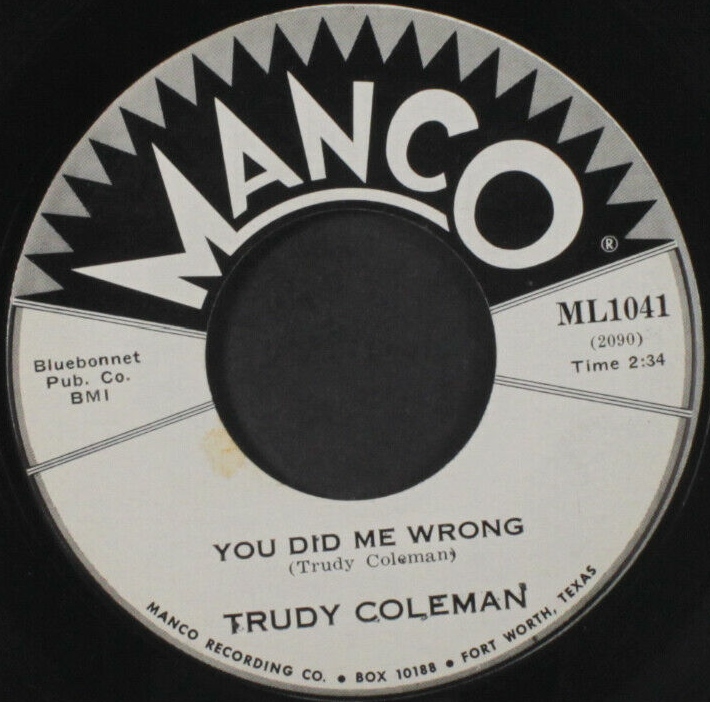 MANCO
®
ML1041
(2090)
Time 2:34
Bluebonnet
Pub. Co.
BMI
YOU DID ME WRONG
(Trudy Coleman)
TRUDY COLEMAN
MANCO RECORDING CO. • BOX 10188 • FORT WORTH, TEXAS